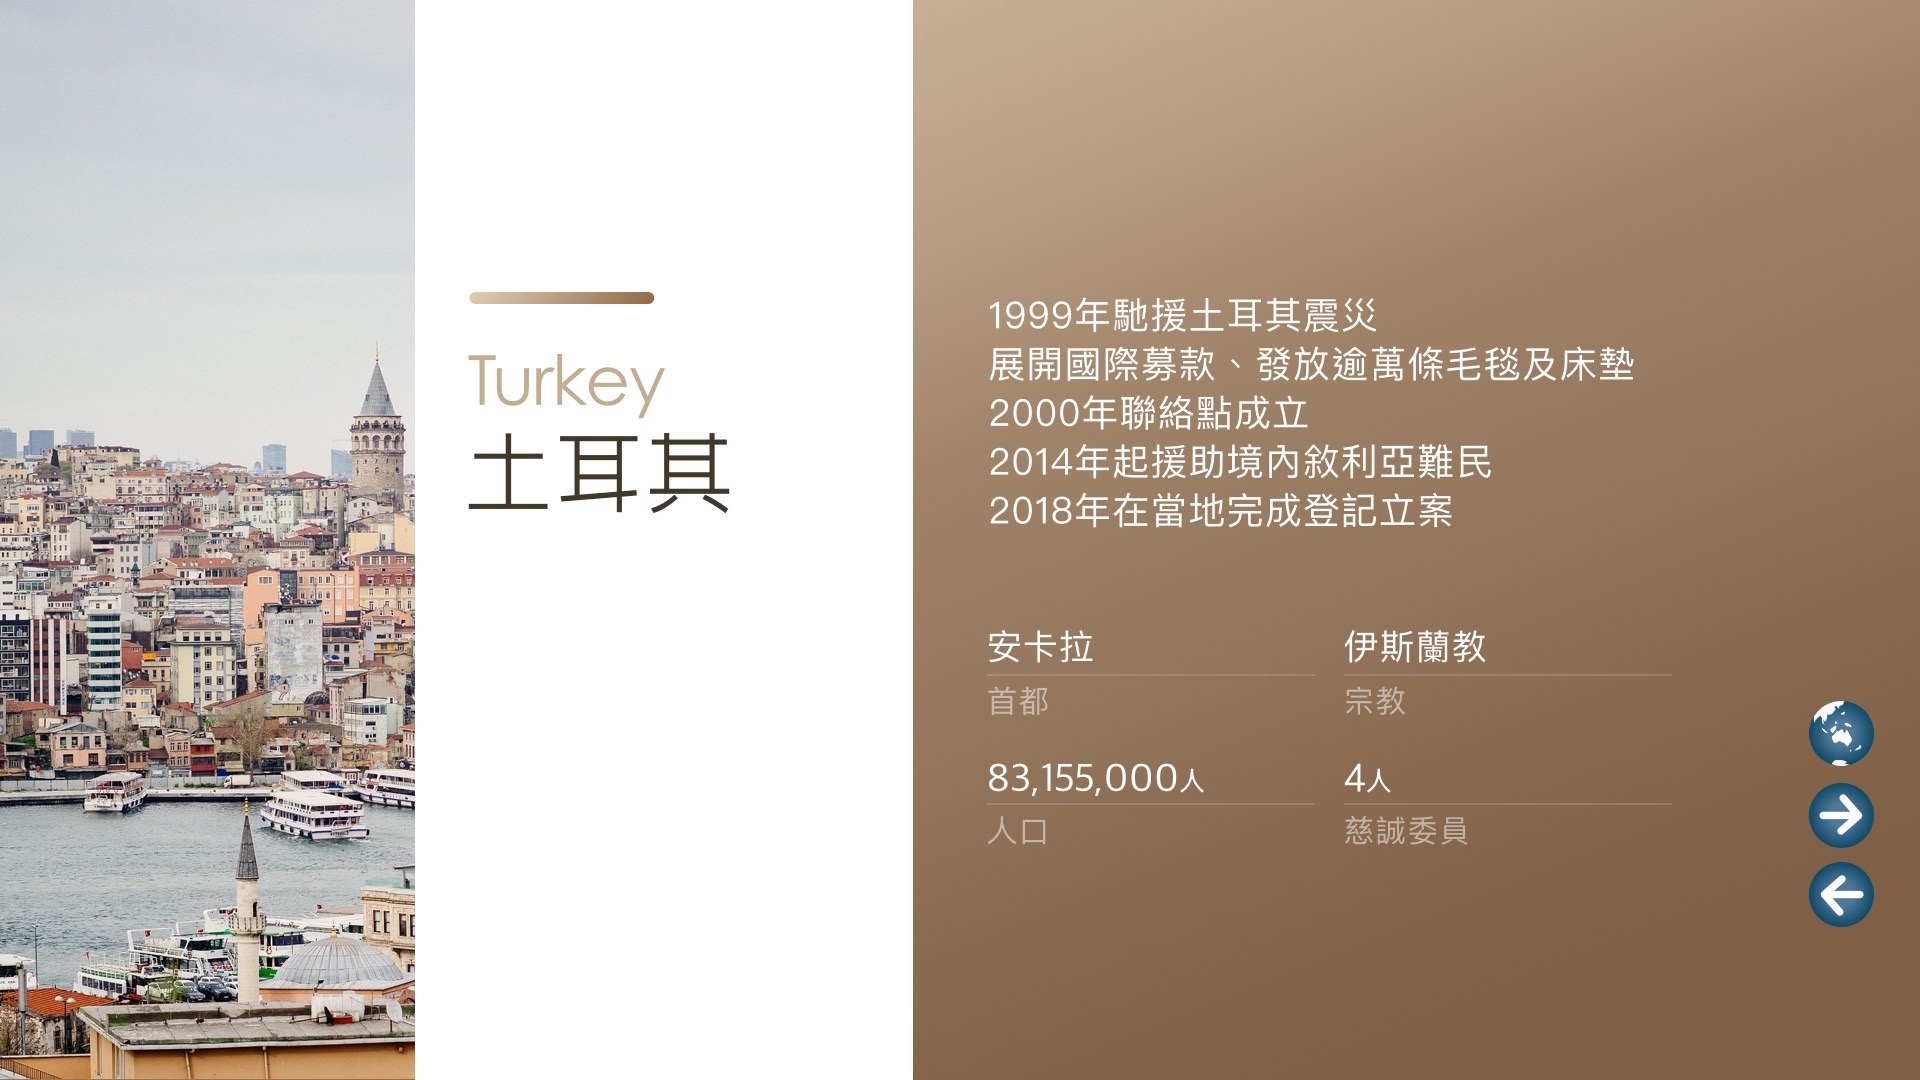 Turkey
土耳其
1999年馳援土耳其震災
展開國際募款、發放逾萬條毛毯及床墊
2000年聯絡點成立
2014年起援助境內敘利亞難民
2018年在當地完成登記立案
安卡拉
首都
伊斯蘭教
宗教
83,155,000人
人口
4人
慈誠委員